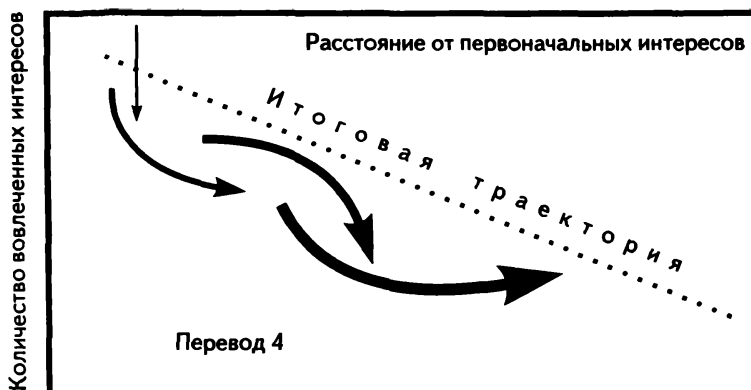 Количество вовлеченных интересов
Расстояние от первоначальных интересов
Итоговая траектория
Перевод 4